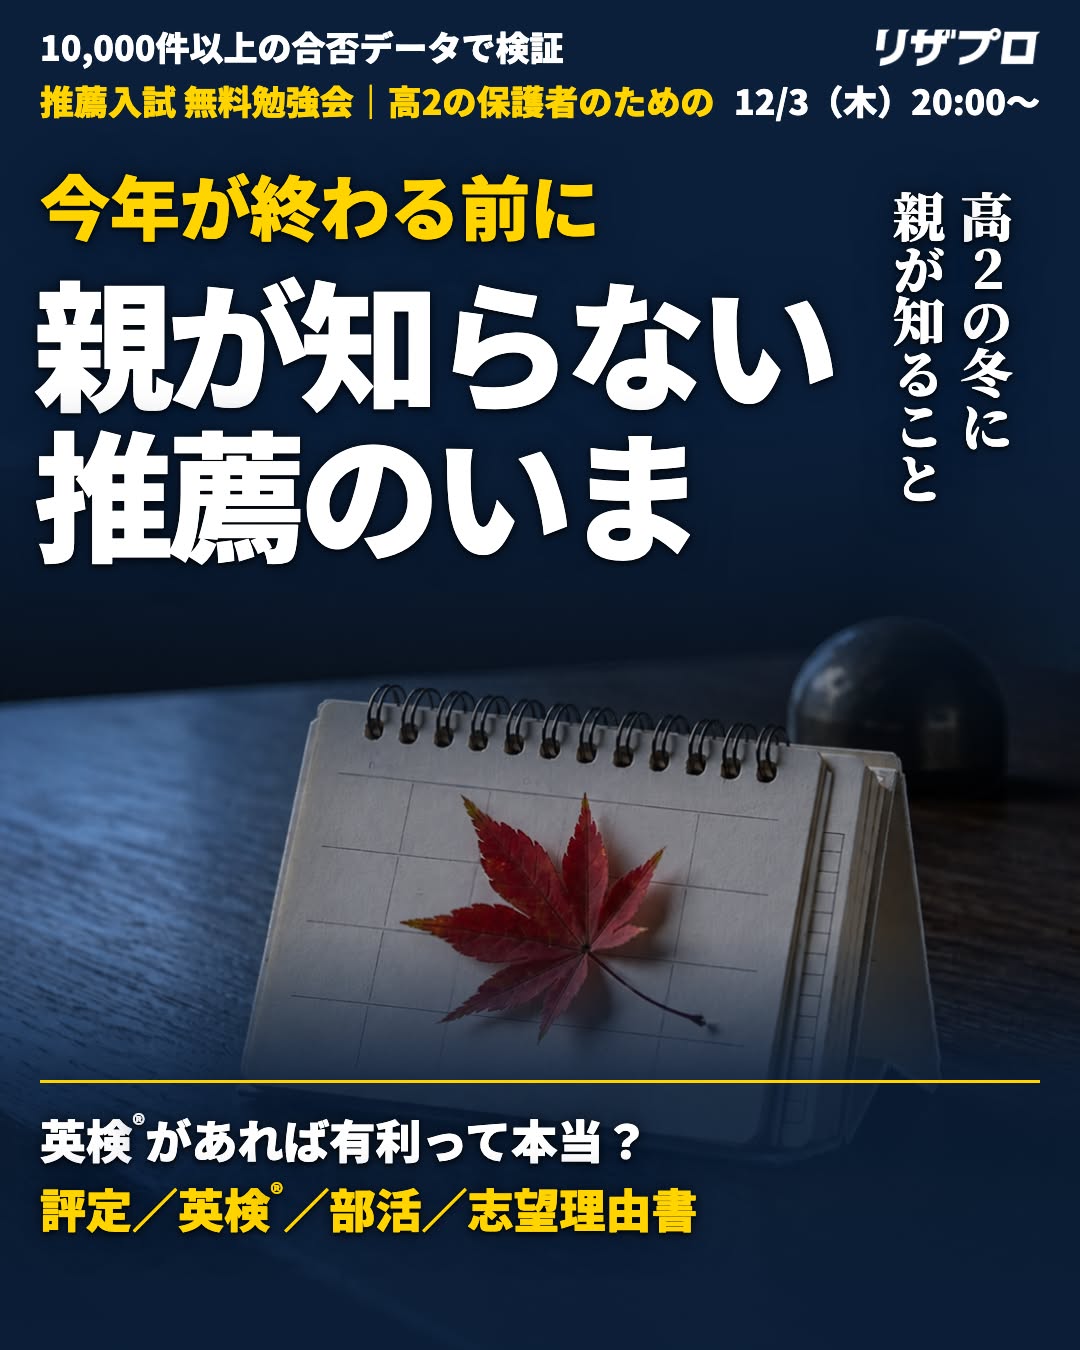 10,000件以上の合否データで検証
リザプロ
推薦入試 無料勉強会｜高2の保護者のための 12/3（木）20:00〜
今年が終わる前に
親が知らない
推薦のいま
高2の冬に
親が知ること
英検®があれば有利って本当？
評定／英検®／部活／志望理由書